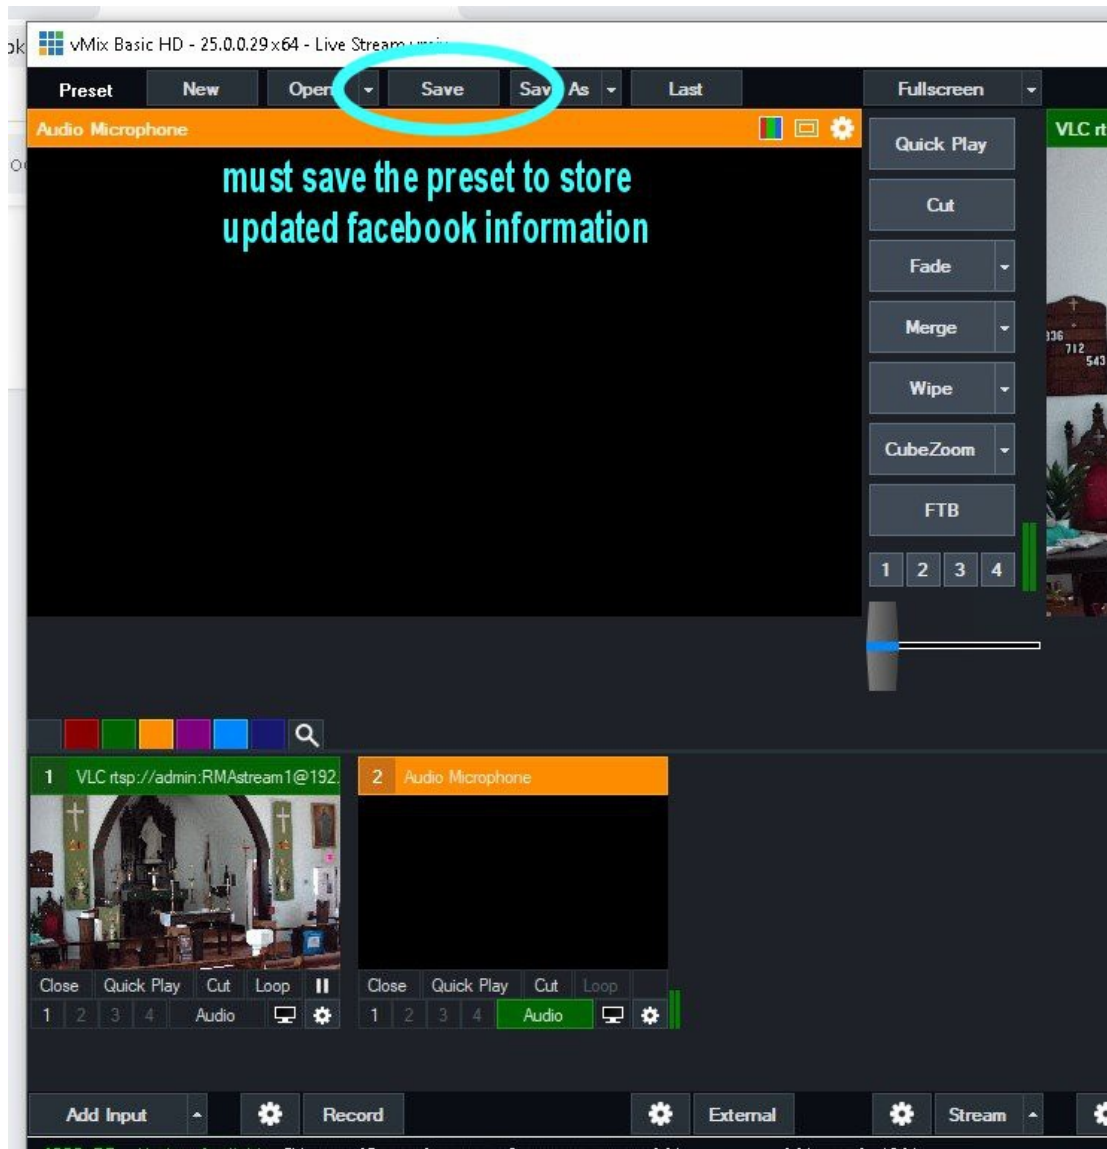 vMix Basic HD - 25.0.0.29 x64 - Live Stream
Preset New Open Save Save As Last Fullscreen
Audio Microphone
Quick Play
VLC rt
must save the preset to store
updated facebook information
Cut
Fade
Merge
Wipe
CubeZoom
FTB
1 2 3 4
336
712
543
1 VLC rtsp://admin:RMAstream1@192.
2 Audio Microphone
Close Quick Play Cut Loop
1 2 3 4 Audio
Close Quick Play Cut Loop
1 2 3 4 Audio
Add Input Record External Stream